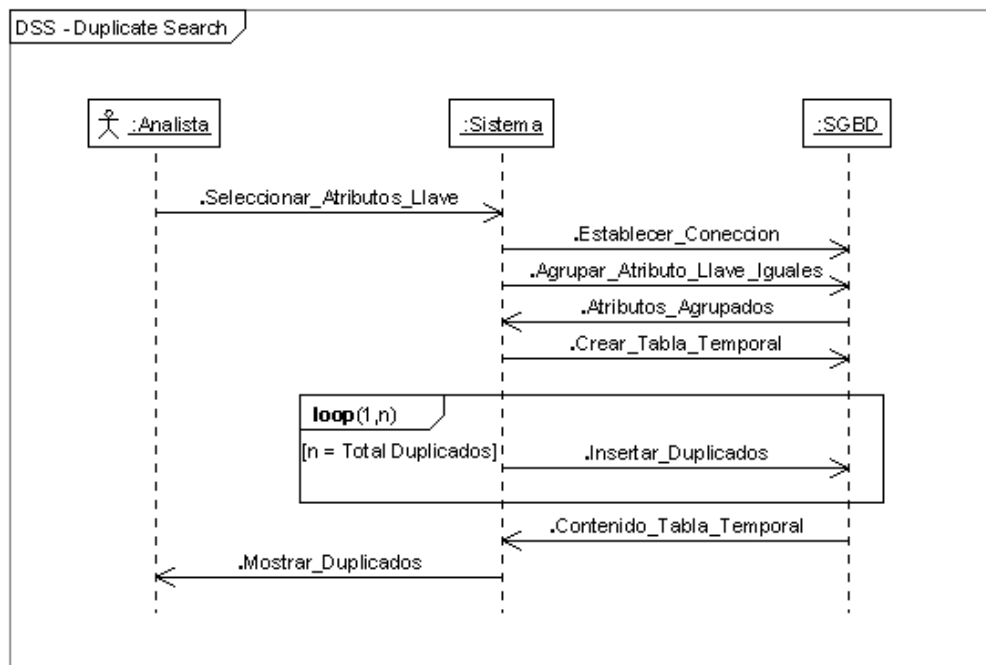 DSS - Duplicate Search
:Analista
:Sistema
:SGBD
.Seleccionar_Atributos_Llave
.Establecer_Coneccion
.Agrupar_Atributo_Llave_Iguales
.Atributos_Agrupados
.Crear_Tabla_Temporal
loop(1,n)
[n = Total Duplicados]
.Insertar_Duplicados
.Contenido_Tabla_Temporal
.Mostrar_Duplicados